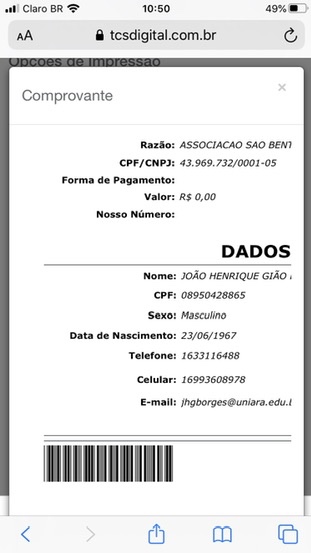 Claro BR 10:50 49%
AA tcsdigital.com.br
Opções de Impressão
Comprovante ×
Razão: ASSOCIACAO SAO BENT
CPF/CNPJ: 43.969.732/0001-05
Forma de Pagamento:
Valor: R$ 0,00
Nosso Número:
DADOS
Nome: JOÃO HENRIQUE GIÃO
CPF: 08950428865
Sexo: Masculino
Data de Nascimento: 23/06/1967
Telefone: 1633116488
Celular: 16993608978
E-mail: jhgborges@uniara.edu.b